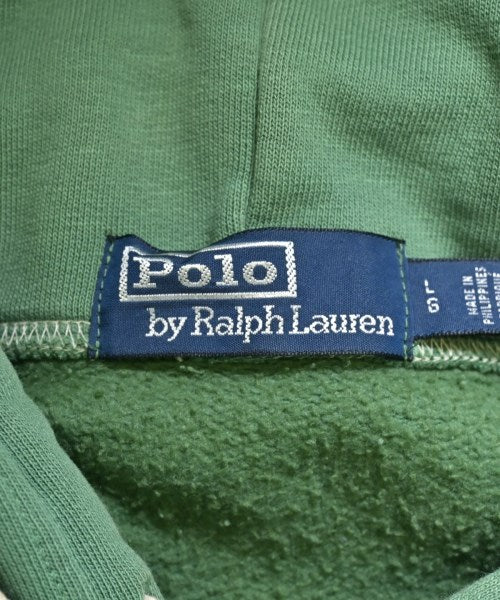 Polo
by Ralph Lauren
L
MADE IN
PHILIPPINES